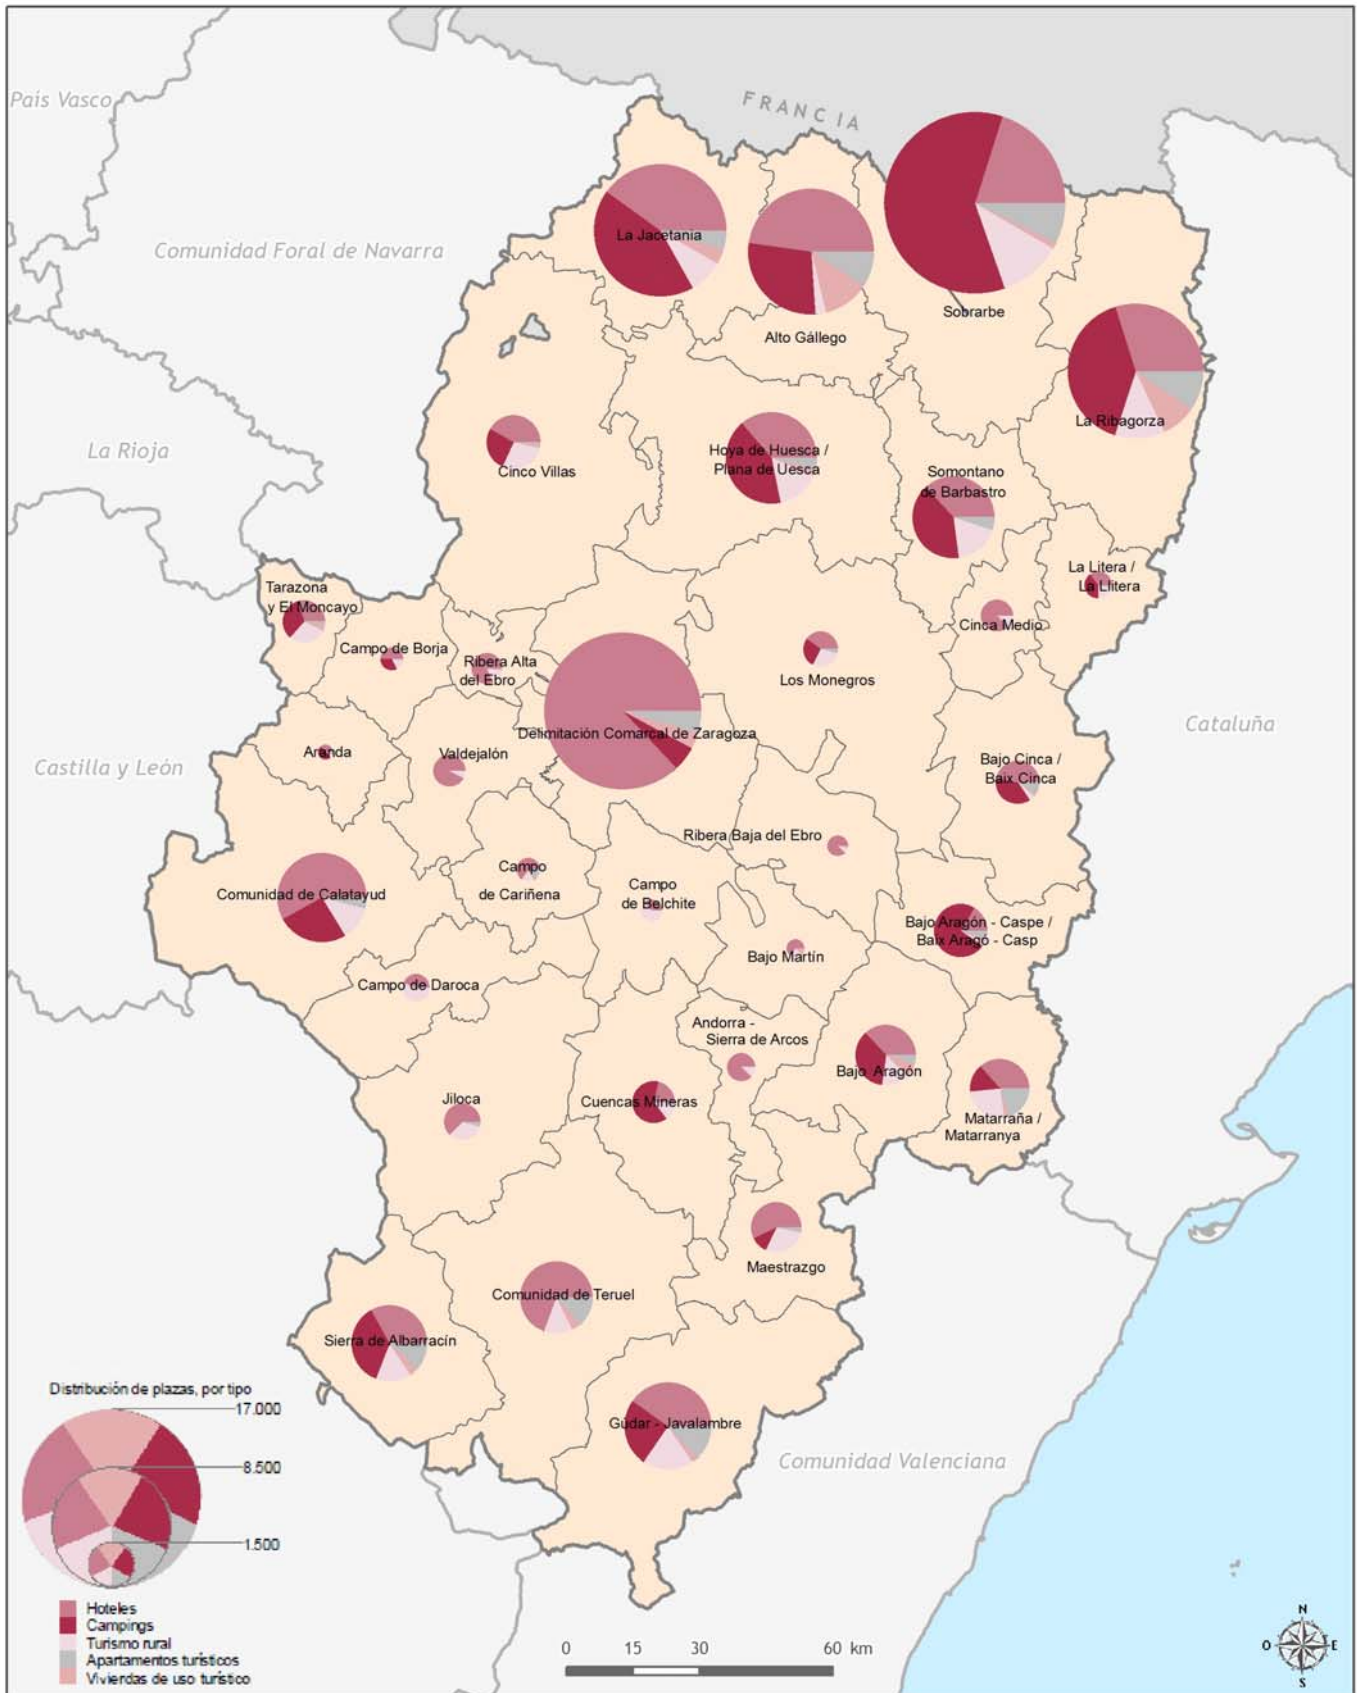 FRANCIA
País Vasco
Comunidad Foral de Navarra
La Jacetania
Alto Gállego
Sobrarbe
La Ribagorza
La Rioja
Cinco Villas
Hoya de Huesca /
Plana de Uesca
Somontano
de Barbastro
La Litera /
La Llitera
Cinca Medio
Tarazona
y El Moncayo
Campo de Borja
Ribera Alta
del Ebro
Los Monegros
Delimitación Comarcal de Zaragoza
Cataluña
Castilla y León
Aranda
Valdejalón
Bajo Cinca /
Baix Cinca
Ribera Baja del Ebro
Campo
de Cariñena
Comunidad de Calatayud
Campo
de Belchite
Bajo Aragón - Caspe /
Baix Aragó - Casp
Bajo Martín
Campo de Daroca
Andorra -
Sierra de Arcos
Bajo Aragón
Jiloca
Cuencas Mineras
Matarraña /
Matarranya
Maestrazgo
Comunidad de Teruel
Sierra de Albarracín
Gúdar - Javalambre
Comunidad Valenciana
Distribución de plazas, por tipo
17.000
8.500
1.500
Hoteles
Campings
Turismo rural
Apartamentos turísticos
Viviendas de uso turístico
0 15 30 60 km
N
O E
S